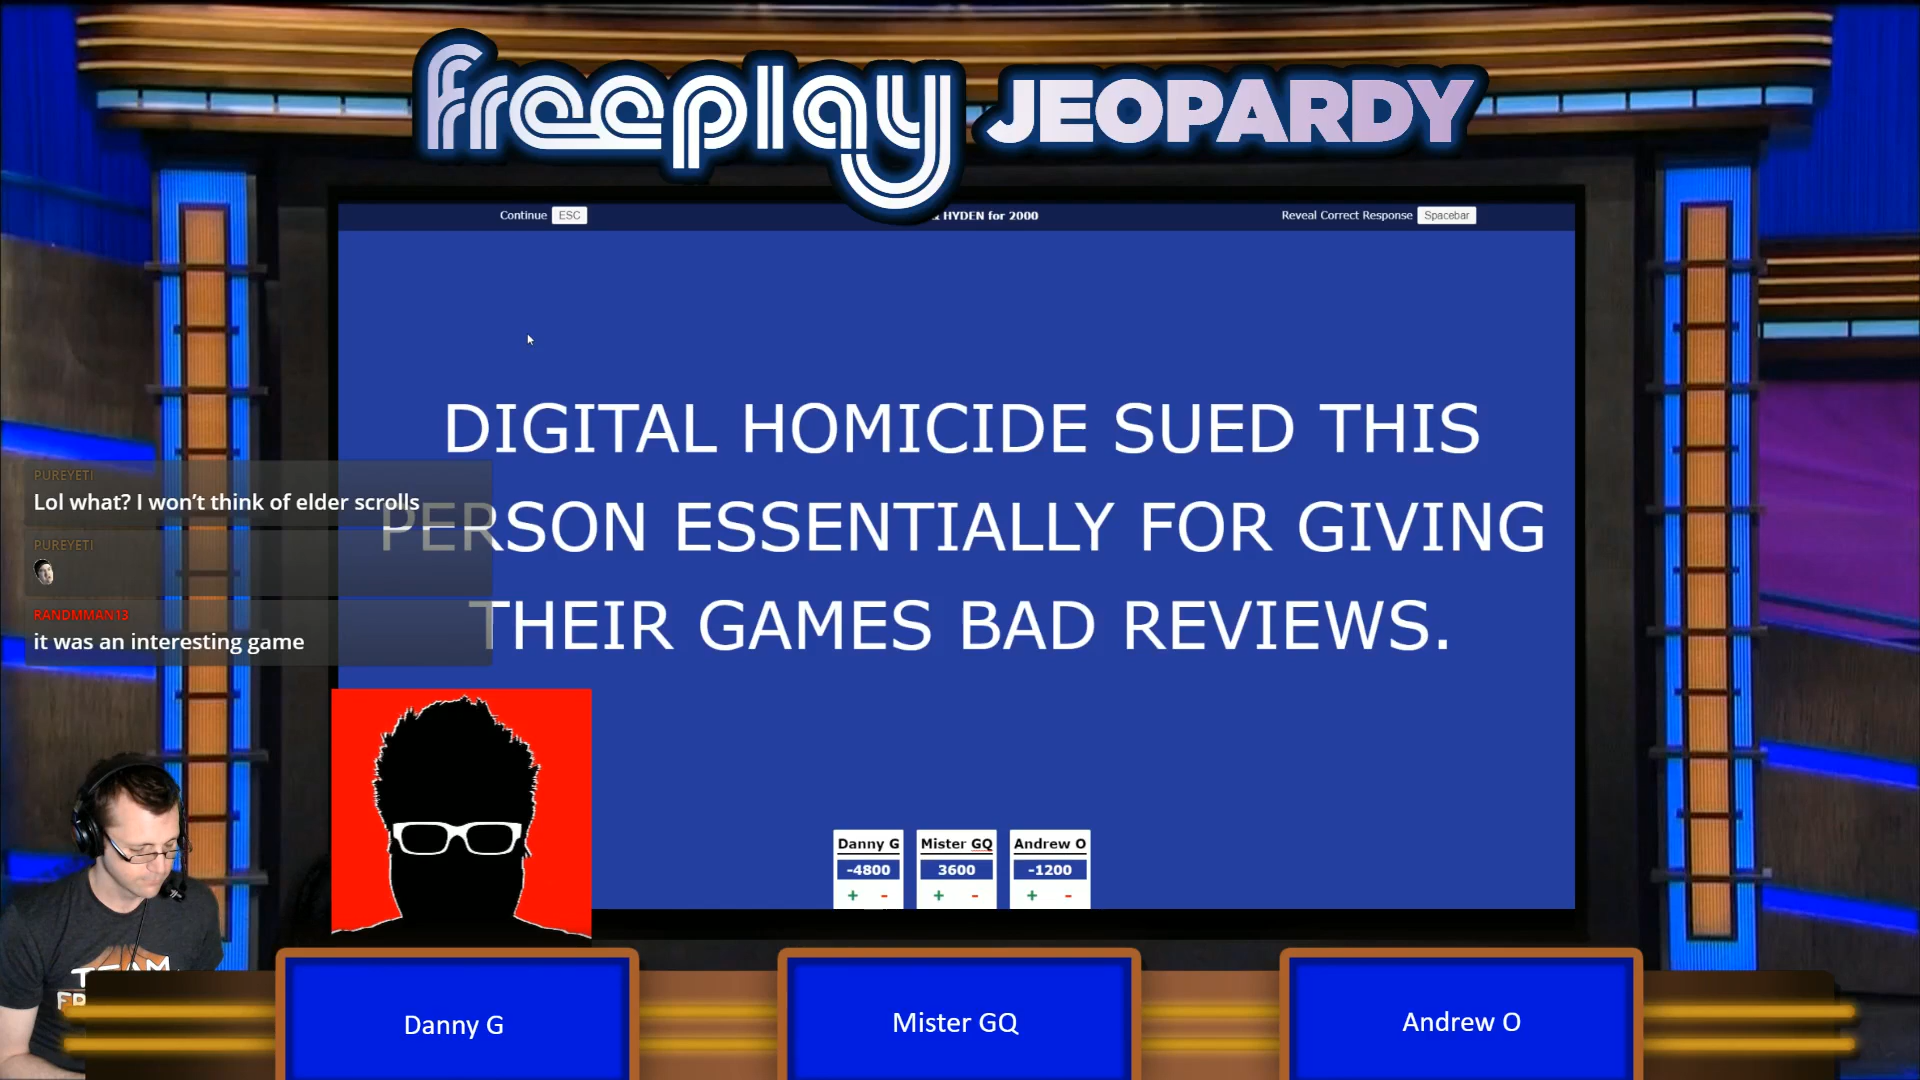 freeplay JEOPARDY
Continue ESC
& HYDEN for 2000
Reveal Correct Response Spacebar
DIGITAL HOMICIDE SUED THIS
PERSON ESSENTIALLY FOR GIVING
THEIR GAMES BAD REVIEWS.
PUREYETI
Lol what? I won't think of elder scrolls
PUREYETI
RANDMMAN13
it was an interesting game
Danny G Mister GQ Andrew O
-4800 3600 -1200
+ - + - + -
TEAM
Danny G
Mister GQ
Andrew O